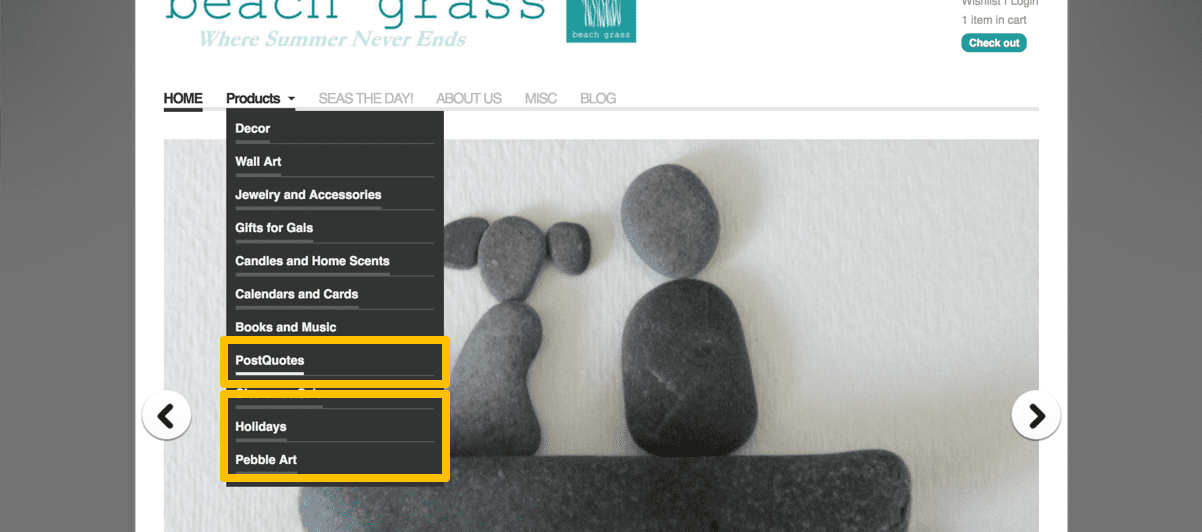 beach grass
Where Summer Never Ends
beach grass
Wishlist | Login
1 item in cart
Check out
HOME Products SEAS THE DAY! ABOUT US MISC BLOG
Decor
Wall Art
Jewelry and Accessories
Gifts for Gals
Candles and Home Scents
Calendars and Cards
Books and Music
PostQuotes
Holidays
Pebble Art